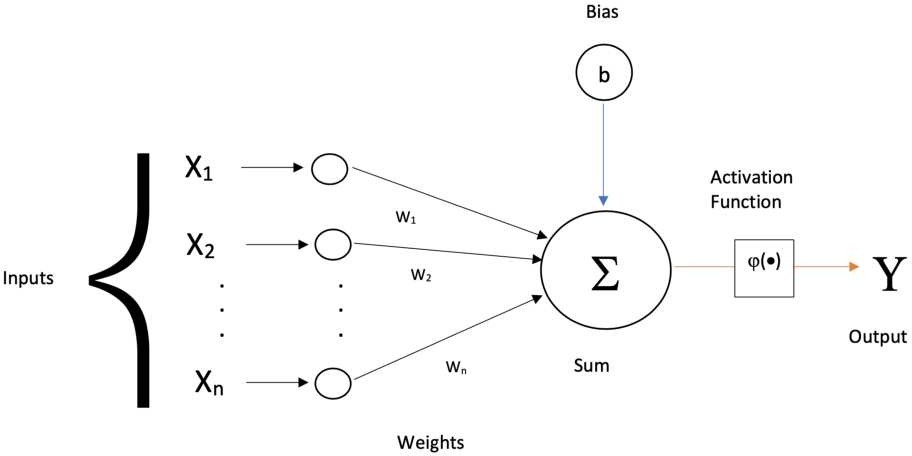 Bias
b
X₁
Activation
Function
w₁
X₂
φ(•)
Inputs
w₂
Σ
Y
Output
Xₙ
wₙ
Sum
Weights